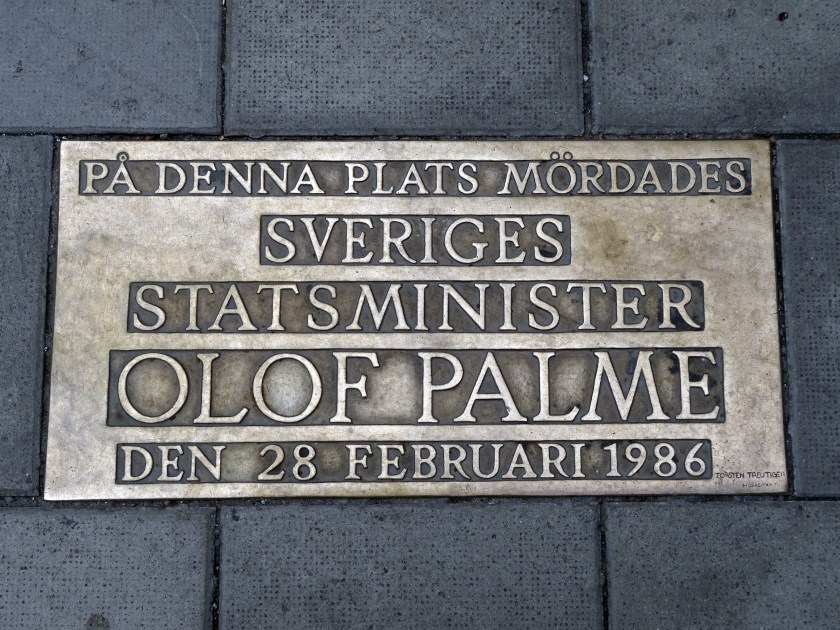 PÅ DENNA PLATS MÖRDADES
SVERIGES
STATSMINISTER
OLOF PALME
DEN 28 FEBRUARI 1986
TORSTEN TREUTIGER